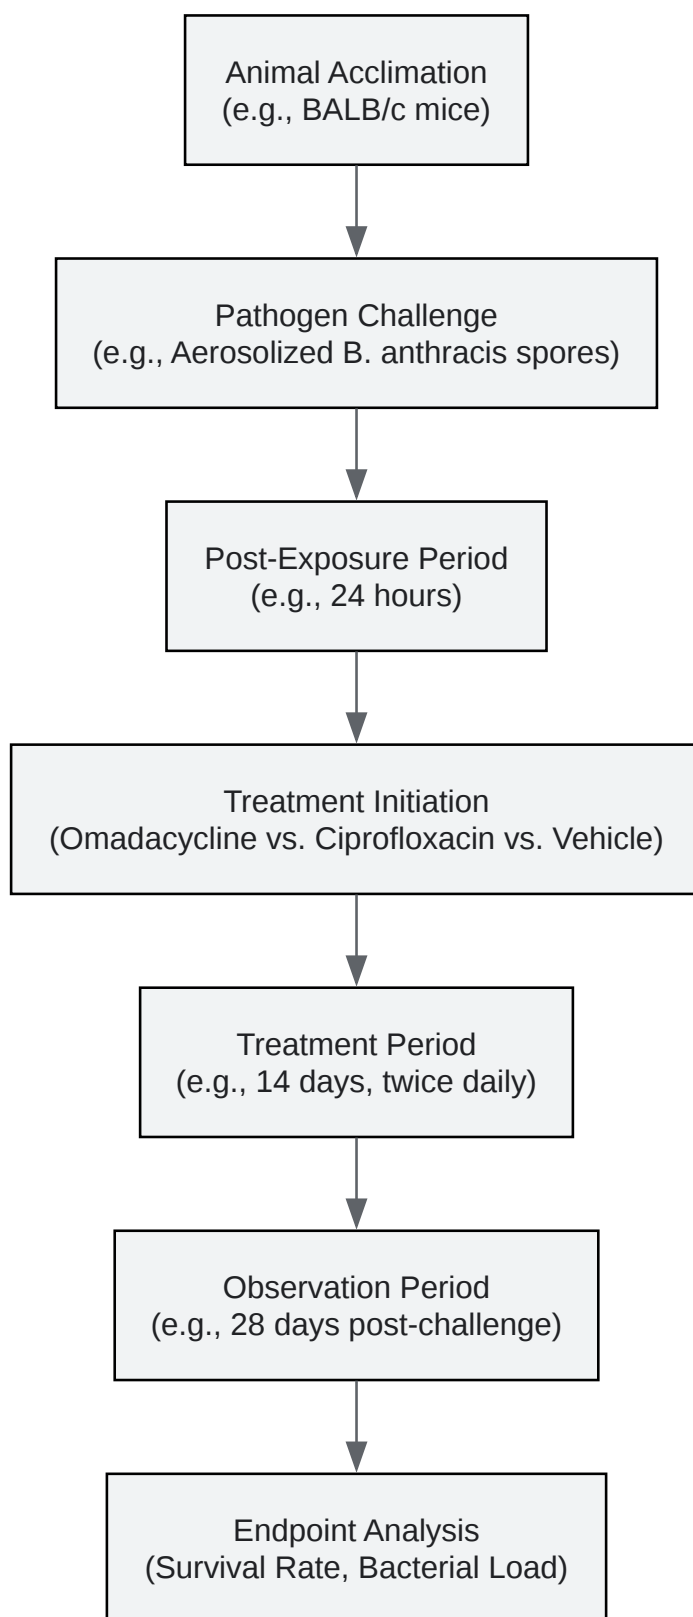 Animal Acclimation
(e.g., BALB/c mice)
Pathogen Challenge
(e.g., Aerosolized B. anthracis spores)
Post-Exposure Period
(e.g., 24 hours)
Treatment Initiation
(Omadacycline vs. Ciprofloxacin vs. Vehicle)
Treatment Period
(e.g., 14 days, twice daily)
Observation Period
(e.g., 28 days post-challenge)
Endpoint Analysis
(Survival Rate, Bacterial Load)